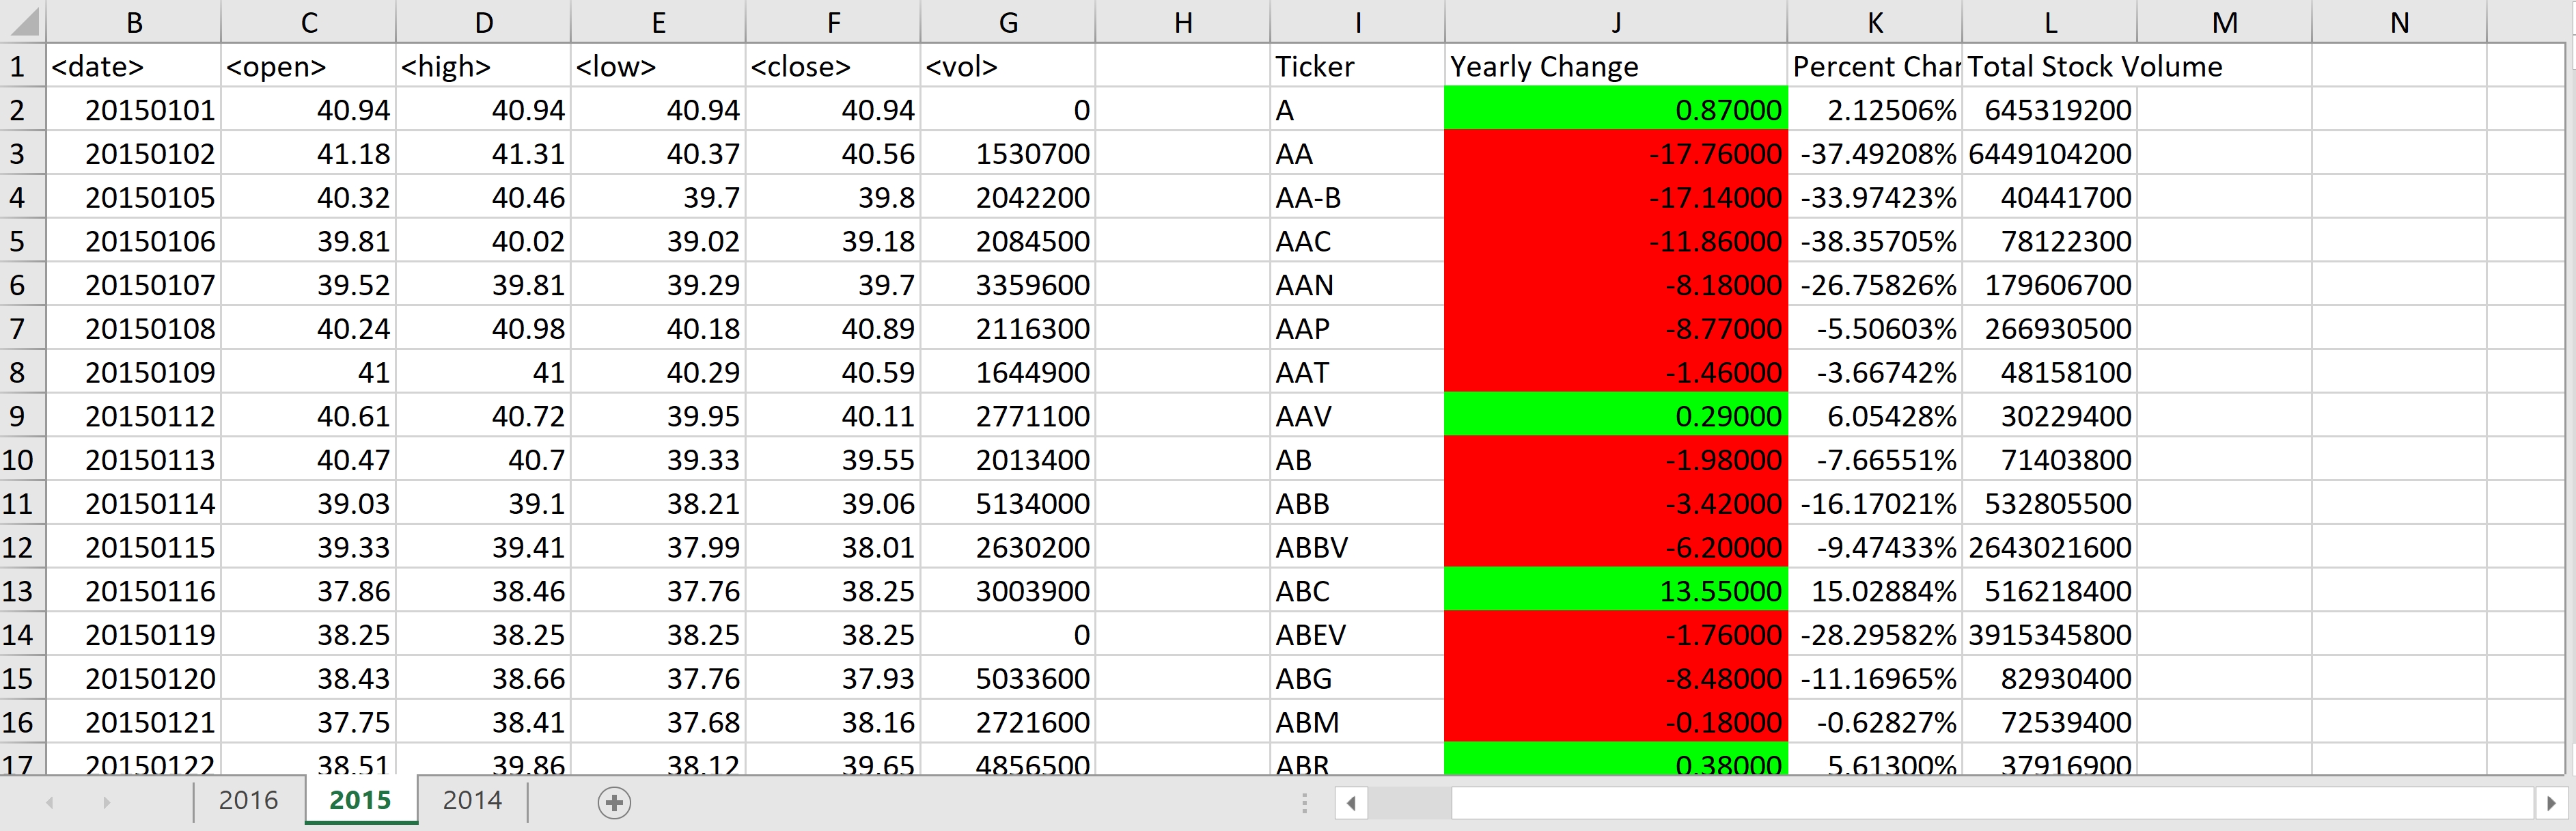 B C D E F G H I J K L M N
1 <date> <open> <high> <low> <close> <vol> Ticker Yearly Change Percent Char Total Stock Volume
2 20150101 40.94 40.94 40.94 40.94 0 A 0.87000 2.12506% 645319200
3 20150102 41.18 41.31 40.37 40.56 1530700 AA -17.76000 -37.49208% 6449104200
4 20150105 40.32 40.46 39.7 39.8 2042200 AA-B -17.14000 -33.97423% 40441700
5 20150106 39.81 40.02 39.02 39.18 2084500 AAC -11.86000 -38.35705% 78122300
6 20150107 39.52 39.81 39.29 39.7 3359600 AAN -8.18000 -26.75826% 179606700
7 20150108 40.24 40.98 40.18 40.89 2116300 AAP -8.77000 -5.50603% 266930500
8 20150109 41 41 40.29 40.59 1644900 AAT -1.46000 -3.66742% 48158100
9 20150112 40.61 40.72 39.95 40.11 2771100 AAV 0.29000 6.05428% 30229400
10 20150113 40.47 40.7 39.33 39.55 2013400 AB -1.98000 -7.66551% 71403800
11 20150114 39.03 39.1 38.21 39.06 5134000 ABB -3.42000 -16.17021% 532805500
12 20150115 39.33 39.41 37.99 38.01 2630200 ABBV -6.20000 -9.47433% 2643021600
13 20150116 37.86 38.46 37.76 38.25 3003900 ABC 13.55000 15.02884% 516218400
14 20150119 38.25 38.25 38.25 38.25 0 ABEV -1.76000 -28.29582% 3915345800
15 20150120 38.43 38.66 37.76 37.93 5033600 ABG -8.48000 -11.16965% 82930400
16 20150121 37.75 38.41 37.68 38.16 2721600 ABM -0.18000 -0.62827% 72539400
17 20150122 38.51 39.86 38.12 39.65 4856500 ABR 0.38000 5.61300% 37916900
2016 2015 2014